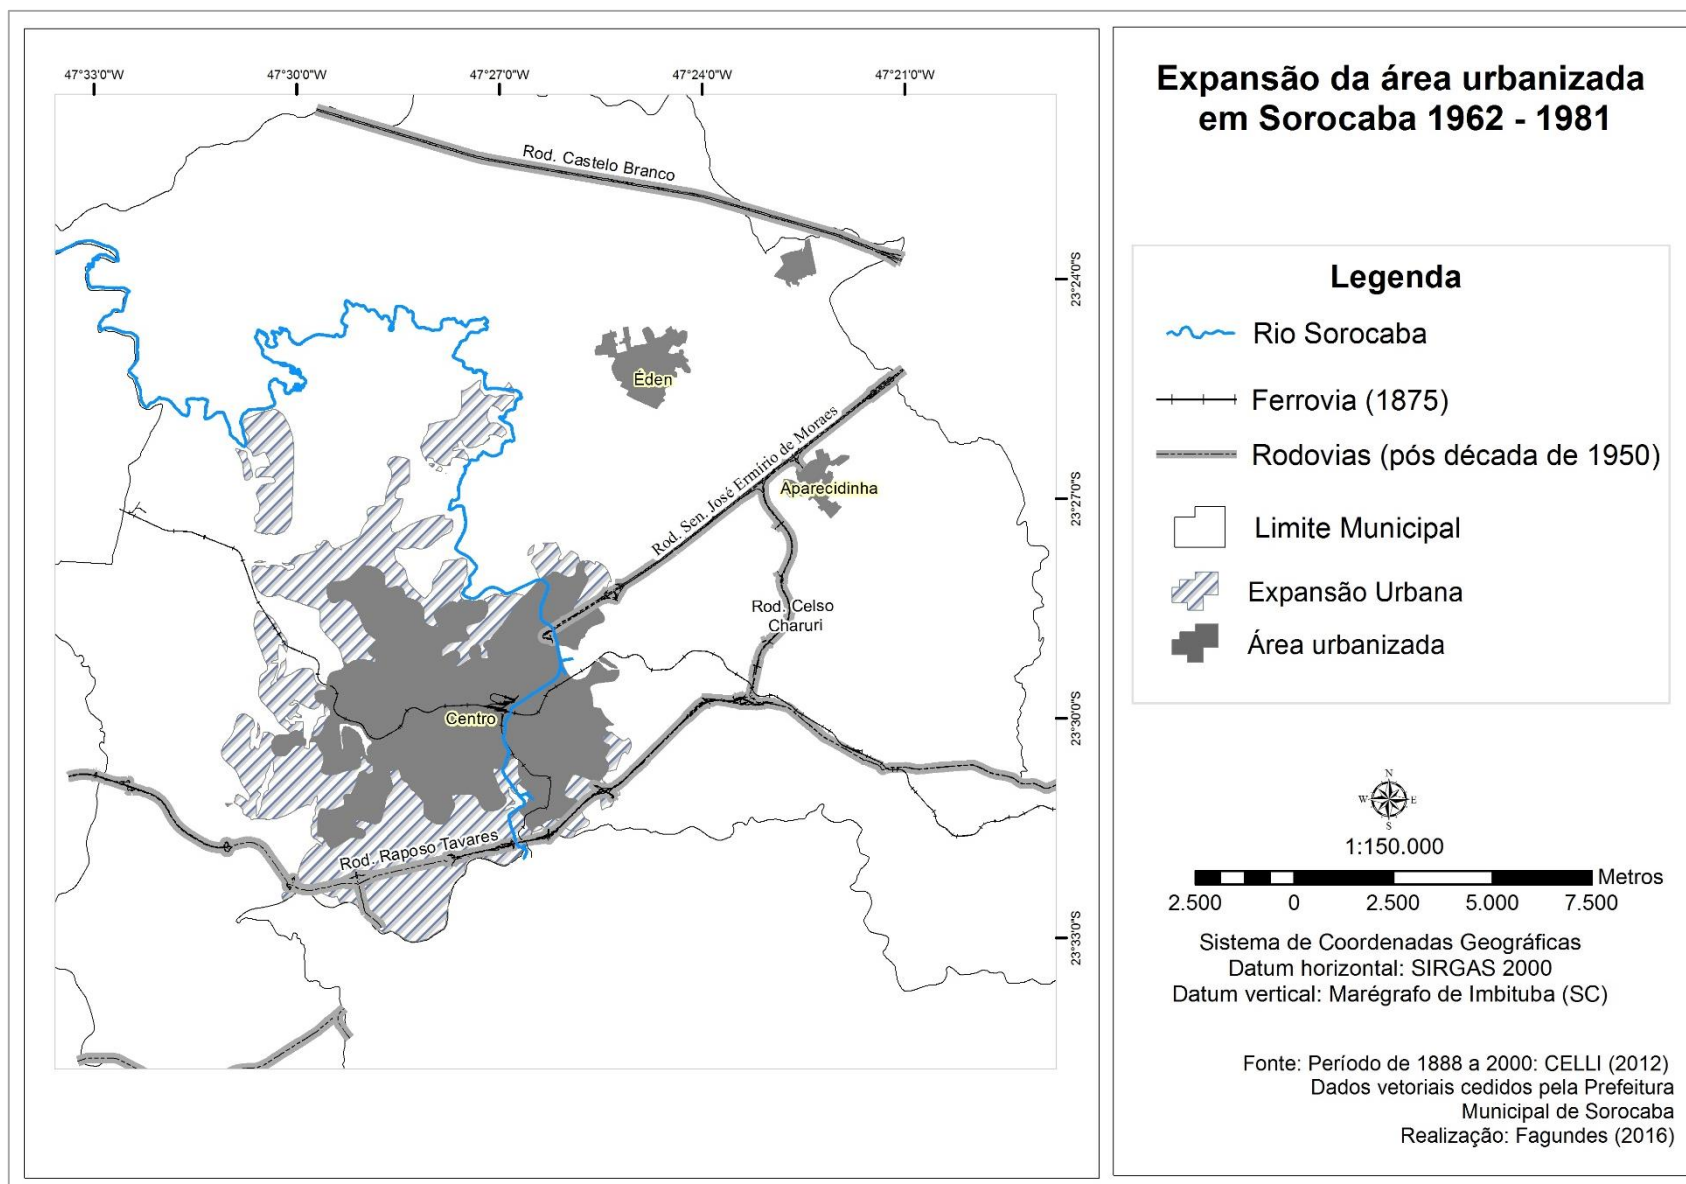 47°33'0"W
47°30'0"W
47°27'0"W
47°24'0"W
47°21'0"W
Rod. Castelo Branco
23°24'0"S
Éden
Rod. Sen. José Ermírio de Moraes
Aparecidinha
23°27'0"S
Rod. Celso
Charuri
Centro
23°30'0"S
Rod. Raposo Tavares
23°33'0"S
Expansão da área urbanizada
em Sorocaba 1962 - 1981
Legenda
Rio Sorocaba
Ferrovia (1875)
Rodovias (pós década de 1950)
Limite Municipal
Expansão Urbana
Área urbanizada
N
W E
S
1:150.000
Metros
2.500 0 2.500 5.000 7.500
Sistema de Coordenadas Geográficas
Datum horizontal: SIRGAS 2000
Datum vertical: Marégrafo de Imbituba (SC)
Fonte: Período de 1888 a 2000: CELLI (2012)
Dados vetoriais cedidos pela Prefeitura
Municipal de Sorocaba
Realização: Fagundes (2016)